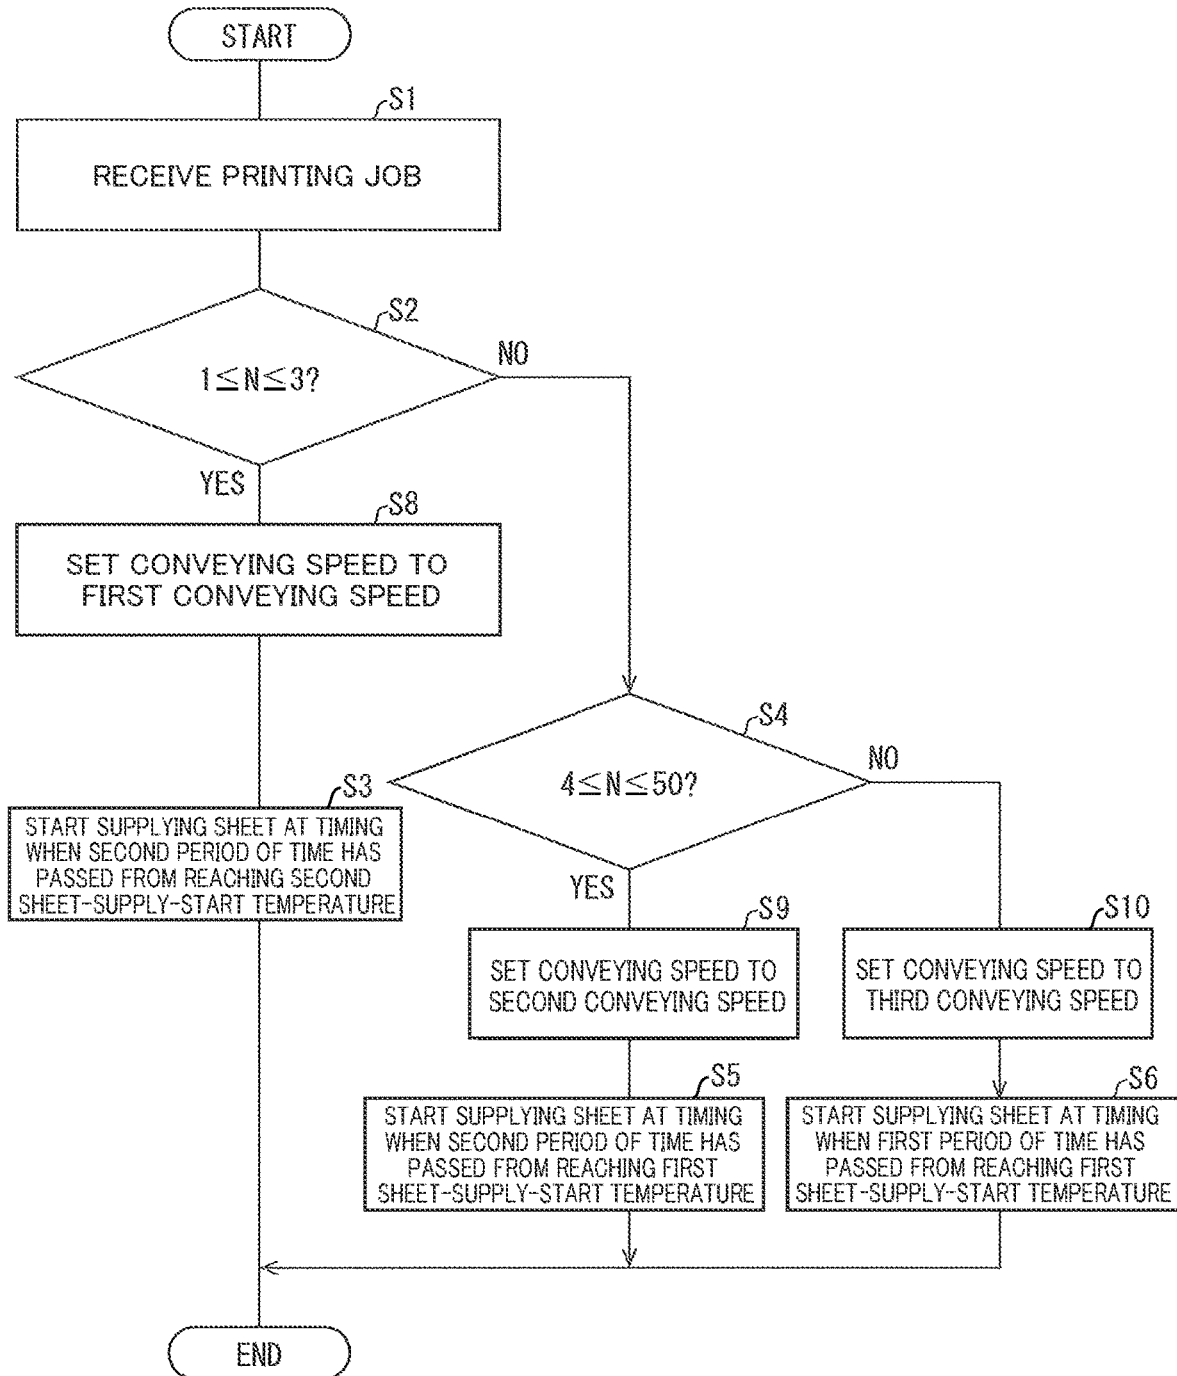 START
S1
RECEIVE PRINTING JOB
S2
1≦N≦3?
NO
YES
S8
SET CONVEYING SPEED TO
FIRST CONVEYING SPEED
S4
4≦N≦50?
NO
YES
S3
START SUPPLYING SHEET AT TIMING
WHEN SECOND PERIOD OF TIME HAS
PASSED FROM REACHING SECOND
SHEET-SUPPLY-START TEMPERATURE
S9
SET CONVEYING SPEED TO
SECOND CONVEYING SPEED
S10
SET CONVEYING SPEED TO
THIRD CONVEYING SPEED
S5
START SUPPLYING SHEET AT TIMING
WHEN SECOND PERIOD OF TIME HAS
PASSED FROM REACHING FIRST
SHEET-SUPPLY-START TEMPERATURE
S6
START SUPPLYING SHEET AT TIMING
WHEN FIRST PERIOD OF TIME HAS
PASSED FROM REACHING FIRST
SHEET-SUPPLY-START TEMPERATURE
END